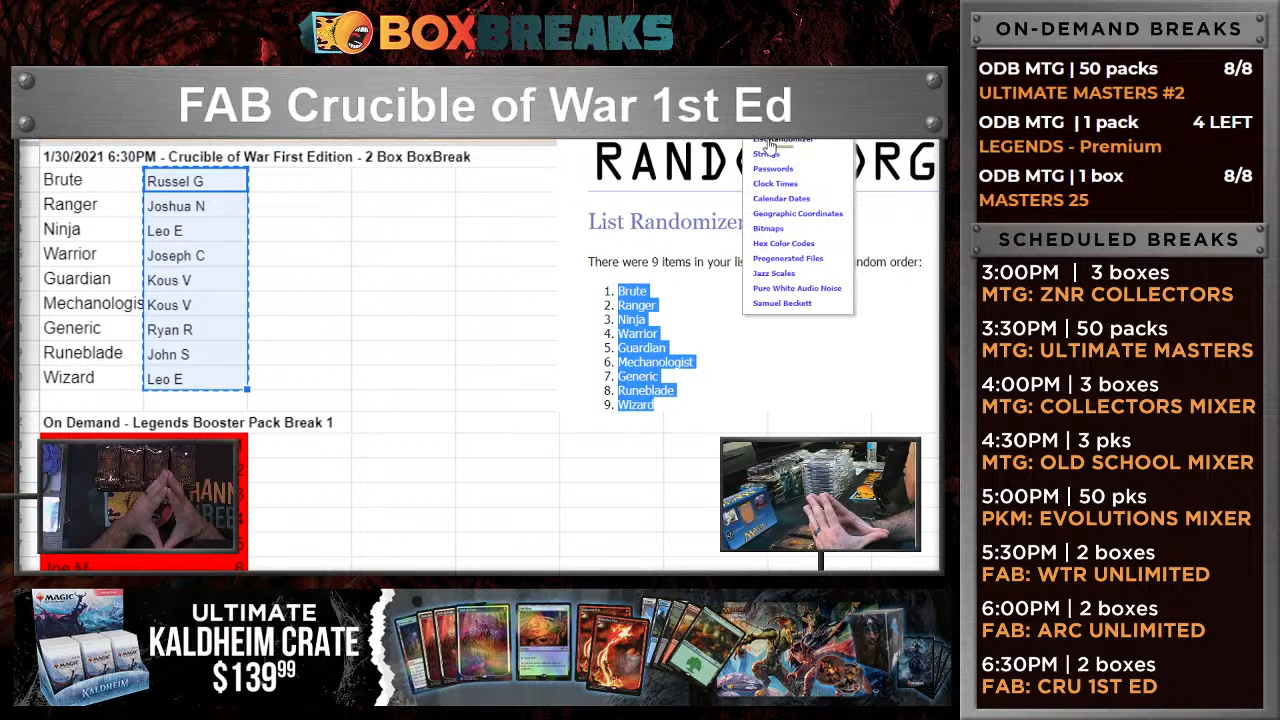 BOXBREAKS
FAB Crucible of War 1st Ed
1/30/2021 6:30PM - Crucible of War First Edition - 2 Box BoxBreak
Brute Russel G
Ranger Joshua N
Ninja Leo E
Warrior Joseph C
Guardian Kous V
Mechanologis Kous V
Generic Ryan R
Runeblade John S
Wizard Leo E
On Demand - Legends Booster Pack Break 1
Joe M 6
RAND RG
List Randomizer
There were 9 items in your lis ndom order:
1. Brute
2. Ranger
3. Ninja
4. Warrior
5. Guardian
6. Mechanologist
7. Generic
8. Runeblade
9. Wizard
List Randomizer
Strings
Passwords
Clock Times
Calendar Dates
Geographic Coordinates
Bitmaps
Hex Color Codes
Pregenerated Files
Jazz Scales
Pure White Audio Noise
Samuel Beckett
MAGIC
KALDHEIM
ULTIMATE
KALDHEIM CRATE
$13999
ON-DEMAND BREAKS
ODB MTG | 50 packs 8/8
ULTIMATE MASTERS #2
ODB MTG | 1 pack 4 LEFT
LEGENDS - Premium
ODB MTG | 1 box 8/8
MASTERS 25
SCHEDULED BREAKS
3:00PM | 3 boxes
MTG: ZNR COLLECTORS
3:30PM | 50 packs
MTG: ULTIMATE MASTERS
4:00PM | 3 boxes
MTG: COLLECTORS MIXER
4:30PM | 3 pks
MTG: OLD SCHOOL MIXER
5:00PM | 50 pks
PKM: EVOLUTIONS MIXER
5:30PM | 2 boxes
FAB: WTR UNLIMITED
6:00PM | 2 boxes
FAB: ARC UNLIMITED
6:30PM | 2 boxes
FAB: CRU 1ST ED